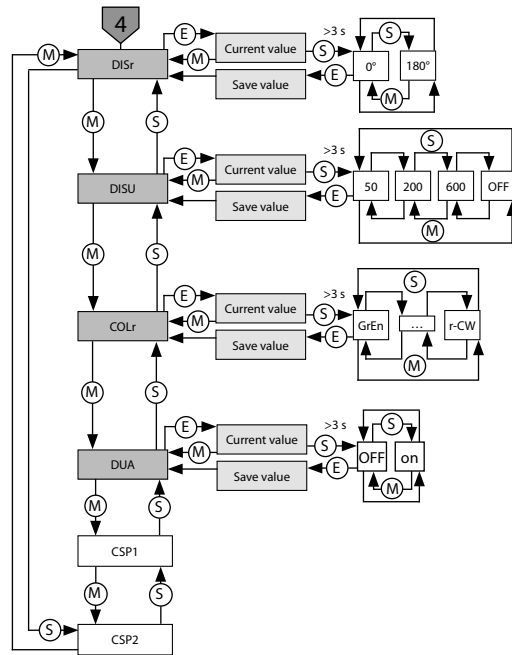 4
M
DISr
E
M
Current value
Save value
>3 s
S
E
0°
180°
S
M
M
S
DISU
E
M
Current value
Save value
>3 s
S
E
50
200
600
OFF
S
M
M
S
COLr
E
M
Current value
Save value
>3 s
S
E
GrEn
...
r-CW
S
M
M
S
DUA
E
M
Current value
Save value
>3 s
S
E
OFF
on
S
M
M
S
CSP1
M
S
S
CSP2